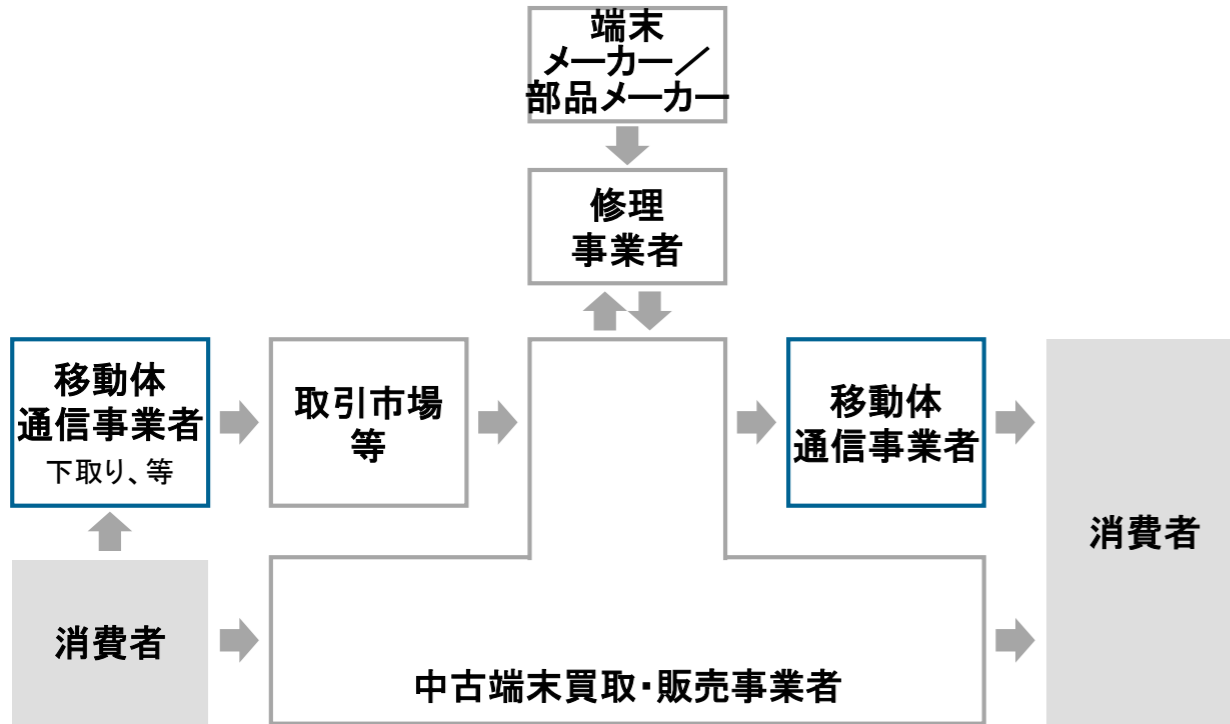 端末
メーカー／
部品メーカー
修理
事業者
移動体
通信事業者
下取り、等
取引市場
等
移動体
通信事業者
消費者
消費者
中古端末買取・販売事業者